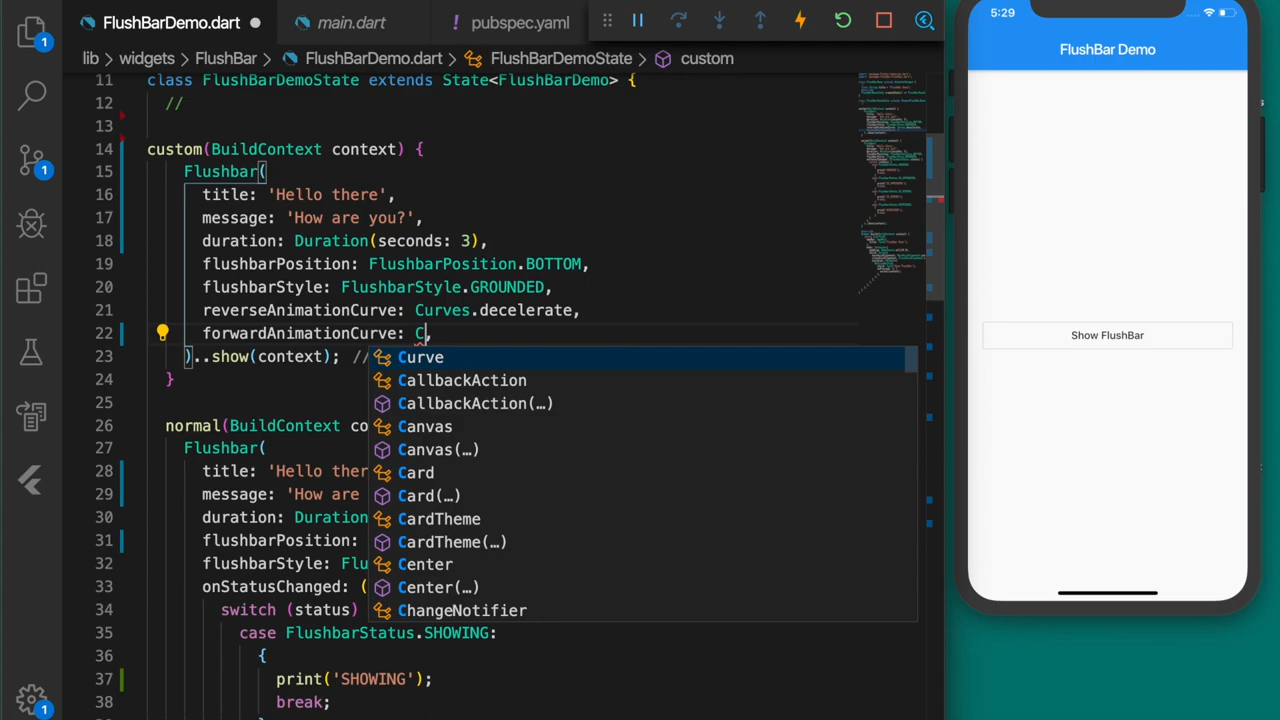 FlushBarDemo.dart
main.dart
! pubspec.yaml
lib > widgets > FlushBar > FlushBarDemo.dart > FlushBarDemoState > custom
11 class FlushBarDemoState extends State<FlushBarDemo> {
12 //
13
14 custom(BuildContext context) {
15 Flushbar(
16 title: 'Hello there',
17 message: 'How are you?',
18 duration: Duration(seconds: 3),
19 flushbarPosition: FlushbarPosition.BOTTOM,
20 flushbarStyle: FlushbarStyle.GROUNDED,
21 reverseAnimationCurve: Curves.decelerate,
22 forwardAnimationCurve: C,
23 )..show(context); //
24 }
25
26 normal(BuildContext co
27 Flushbar(
28 title: 'Hello ther
29 message: 'How are
30 duration: Duration
31 flushbarPosition:
32 flushbarStyle: Flu
33 onStatusChanged: (
34 switch (status)
35 case FlushbarStatus.SHOWING:
36 {
37 print('SHOWING');
38 break;
Curve
CallbackAction
CallbackAction(…)
Canvas
Canvas(…)
Card
Card(…)
CardTheme
CardTheme(…)
Center
Center(…)
ChangeNotifier
1
1
1
5:29
FlushBar Demo
Show FlushBar